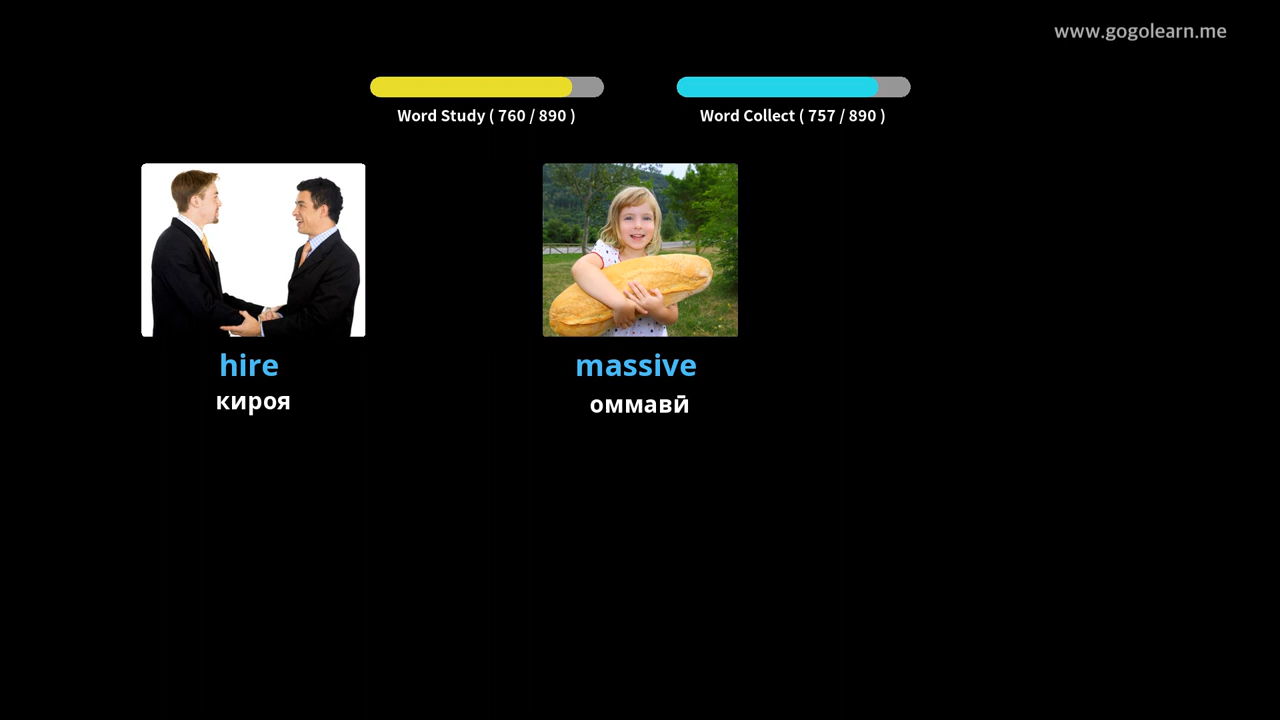 www.gogolearn.me
Word Study ( 760 / 890 )
Word Collect ( 757 / 890 )
hire
кироя
massive
оммавӣ